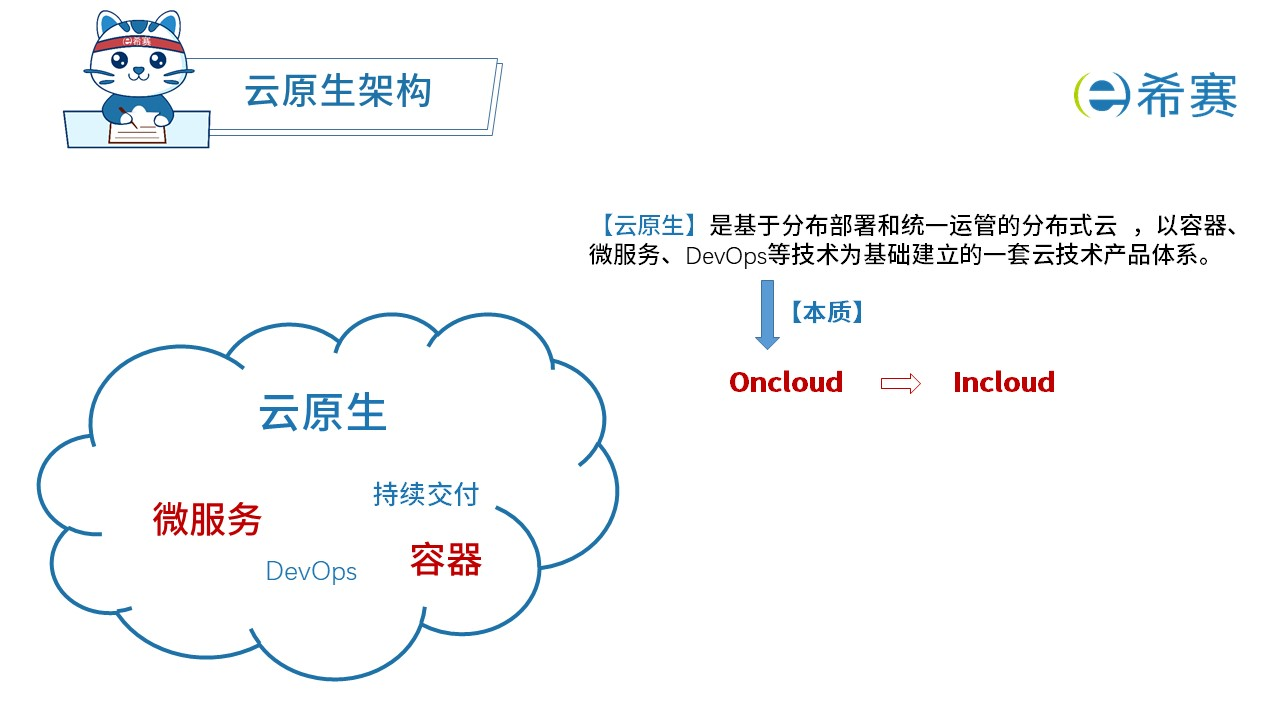 希赛
云原生架构
希赛
【云原生】是基于分布部署和统一运管的分布式云 ，以容器、
微服务、DevOps等技术为基础建立的一套云技术产品体系。
【本质】
Oncloud
Incloud
云原生
持续交付
微服务
容器
DevOps